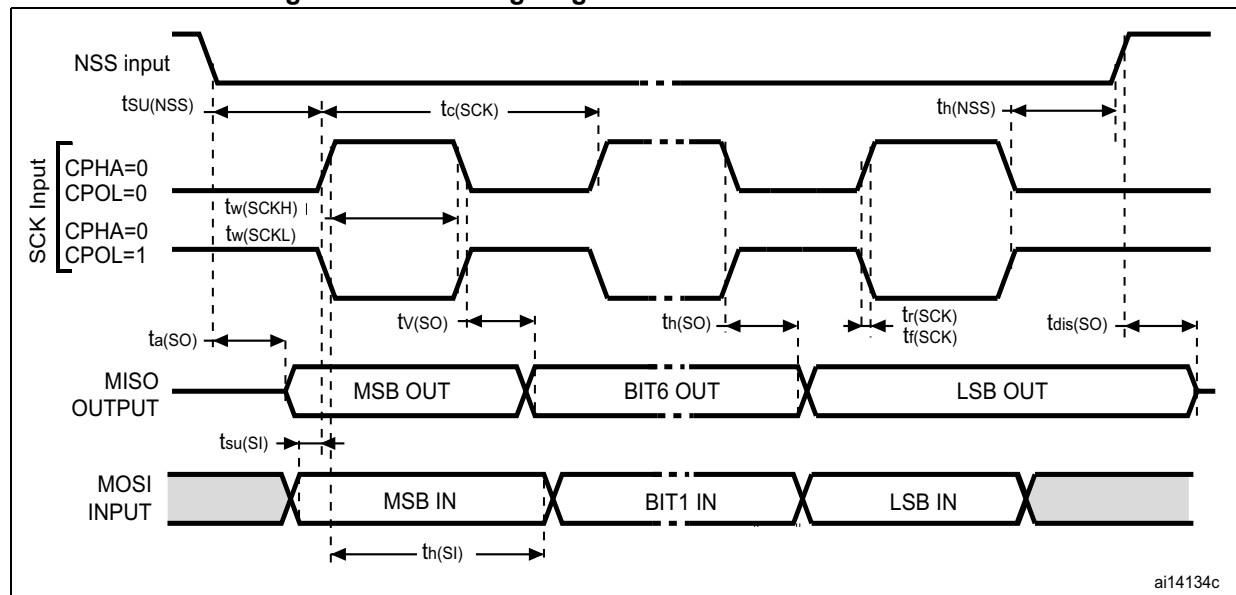 NSS input
tSU(NSS)
tc(SCK)
th(NSS)
SCK Input
CPHA=0
CPOL=0
tw(SCKH)
CPHA=0
CPOL=1
tw(SCKL)
ta(SO)
tV(SO)
th(SO)
tr(SCK)
tf(SCK)
tdis(SO)
MISO
OUTPUT
MSB OUT
BIT6 OUT
LSB OUT
tsu(SI)
MOSI
INPUT
MSB IN
BIT1 IN
LSB IN
th(SI)
ai14134c